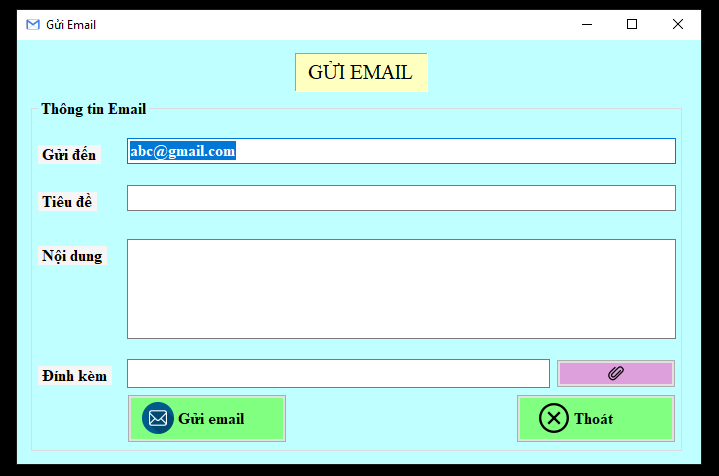 Gửi Email
GỬI EMAIL
Thông tin Email
Gửi đến
abc@gmail.com
Tiêu đề
Nội dung
Đính kèm
Gửi email
Thoát